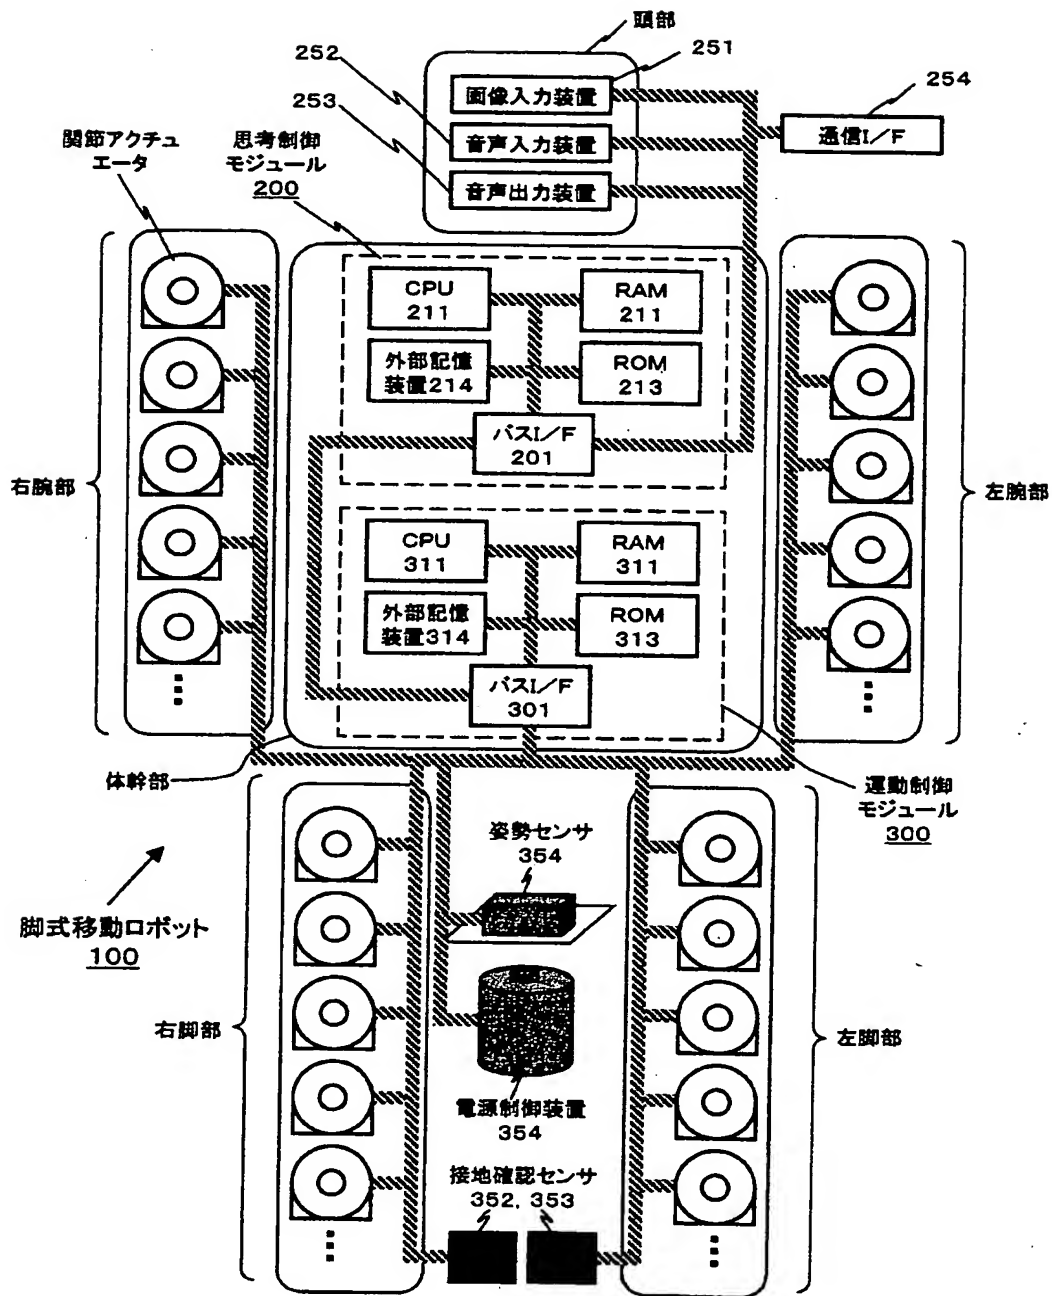 頭部
252
251
画像入力装置
254
253
通信I/F
関節アクチュ
エータ
思考制御
モジュール
200
音声入力装置
音声出力装置
CPU
211
RAM
211
外部記憶
装置214
ROM
213
バスI/F
201
右腕部
左腕部
CPU
311
RAM
311
外部記憶
装置314
ROM
313
バスI/F
301
体幹部
運動制御
モジュール
300
姿勢センサ
354
脚式移動ロボット
100
右脚部
左脚部
電源制御装置
354
接地確認センサ
352, 353